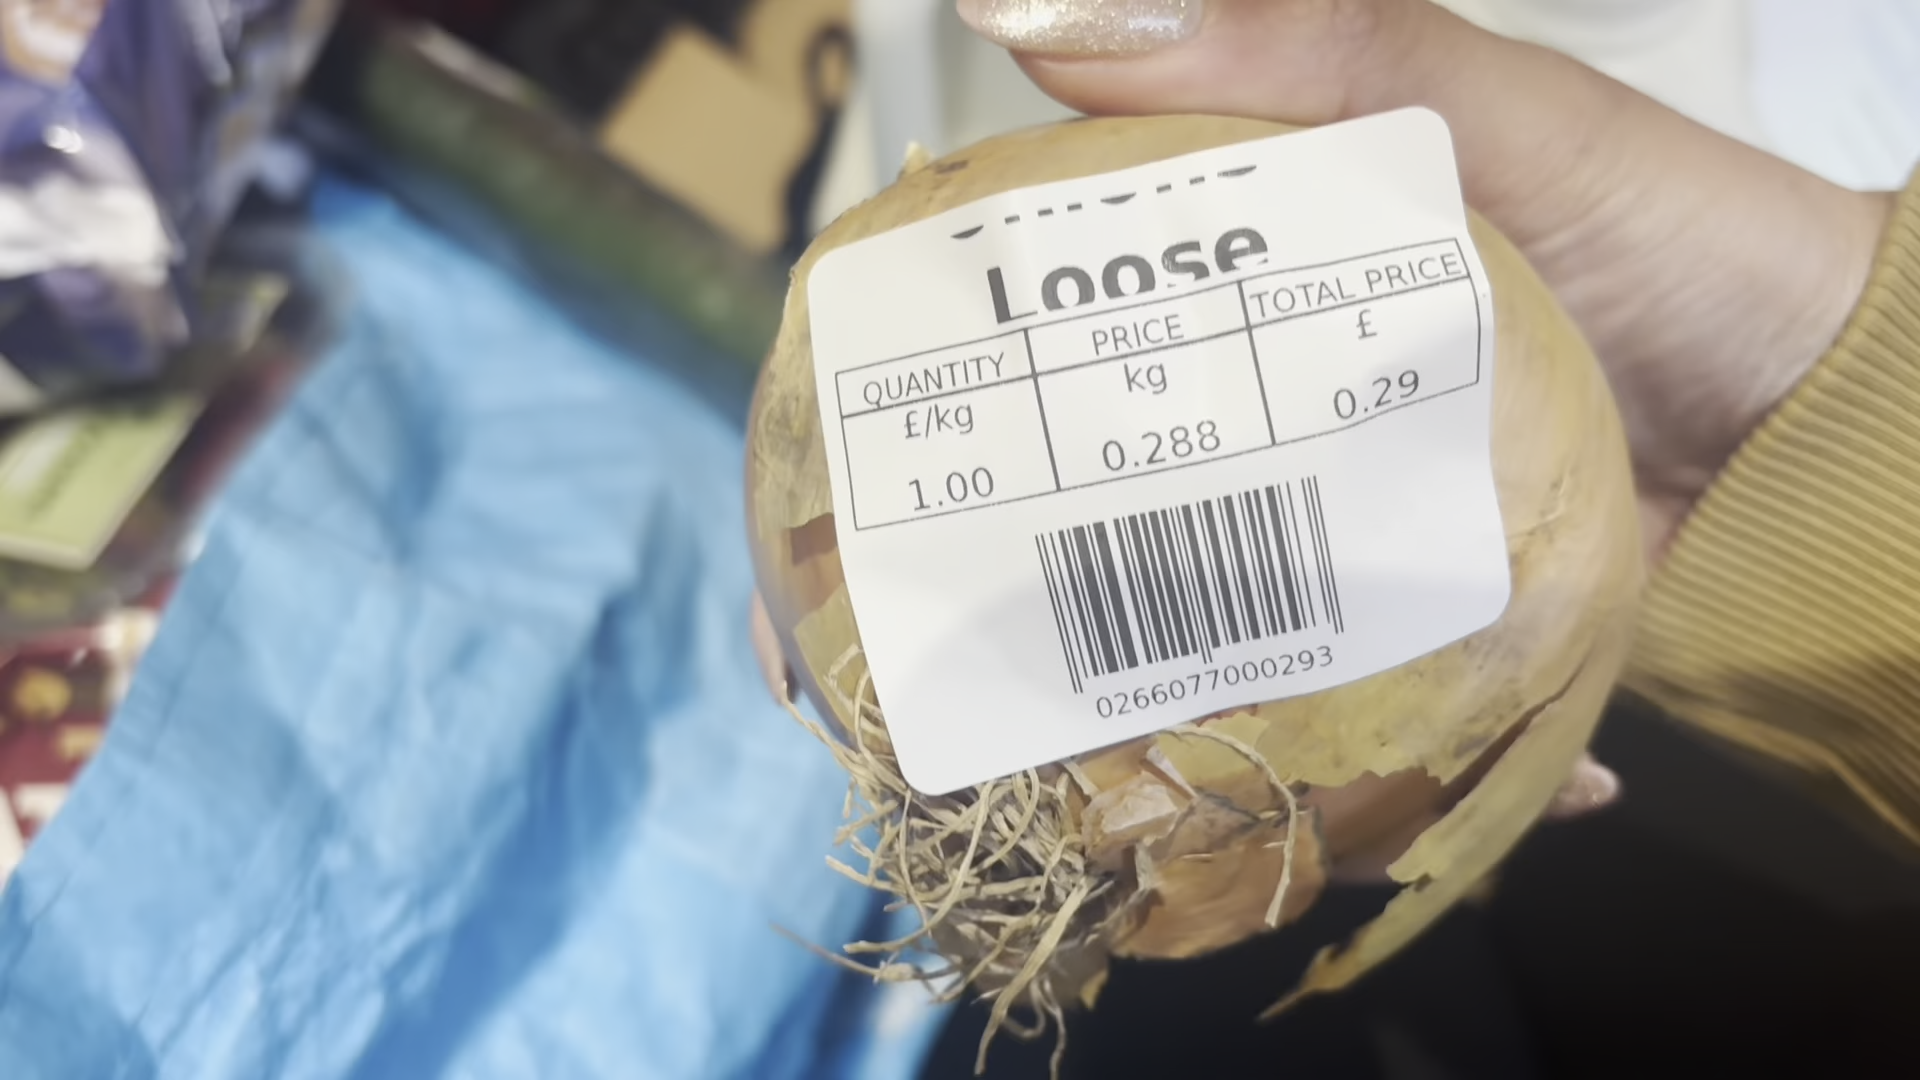 Loose
QUANTITY PRICE TOTAL PRICE
£/kg kg £
1.00 0.288 0.29
0266077000293